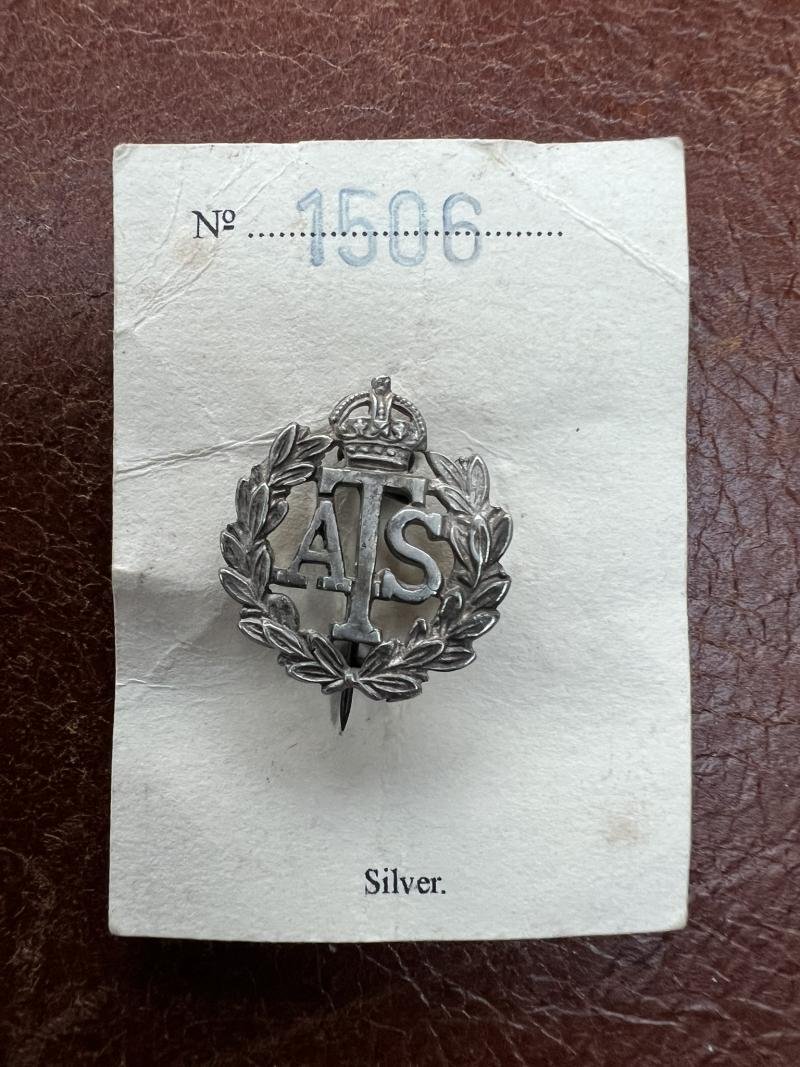 Nº 1506
ATS
Silver.